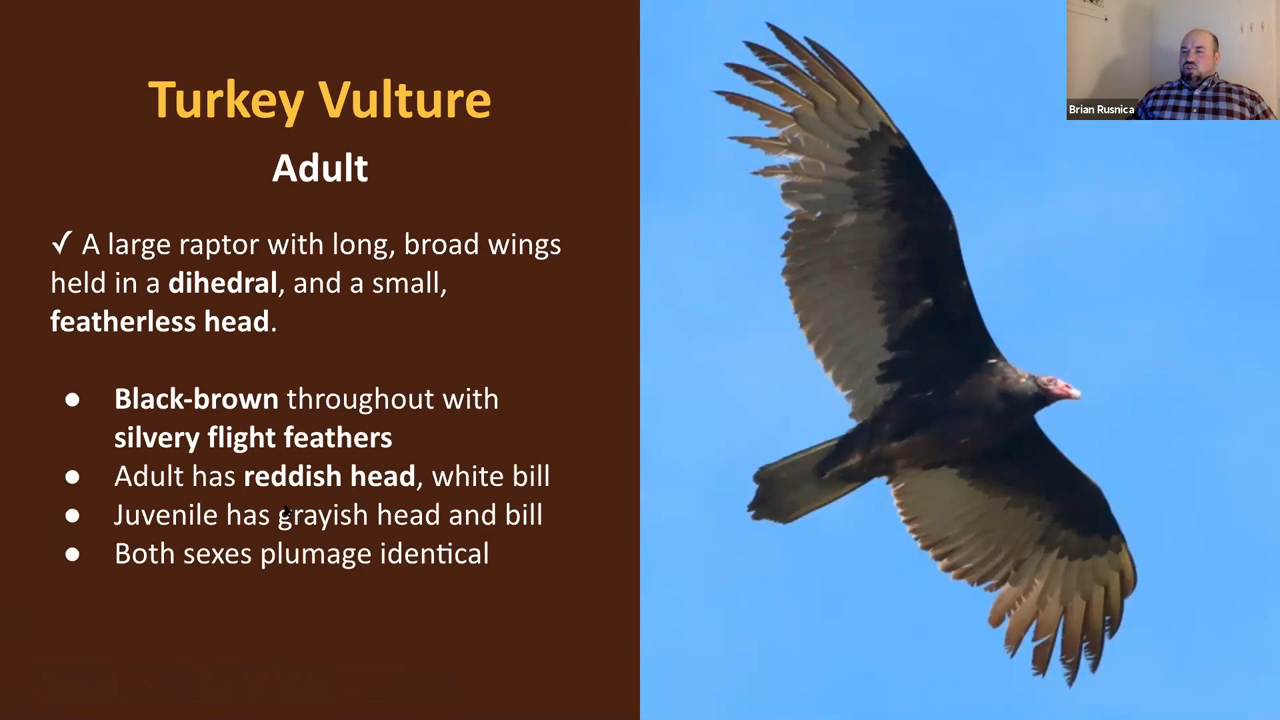 Turkey Vulture
Adult
✓ A large raptor with long, broad wings
held in a dihedral, and a small,
featherless head.
● Black-brown throughout with
silvery flight feathers
● Adult has reddish head, white bill
● Juvenile has grayish head and bill
● Both sexes plumage identical
Brian Rusnica